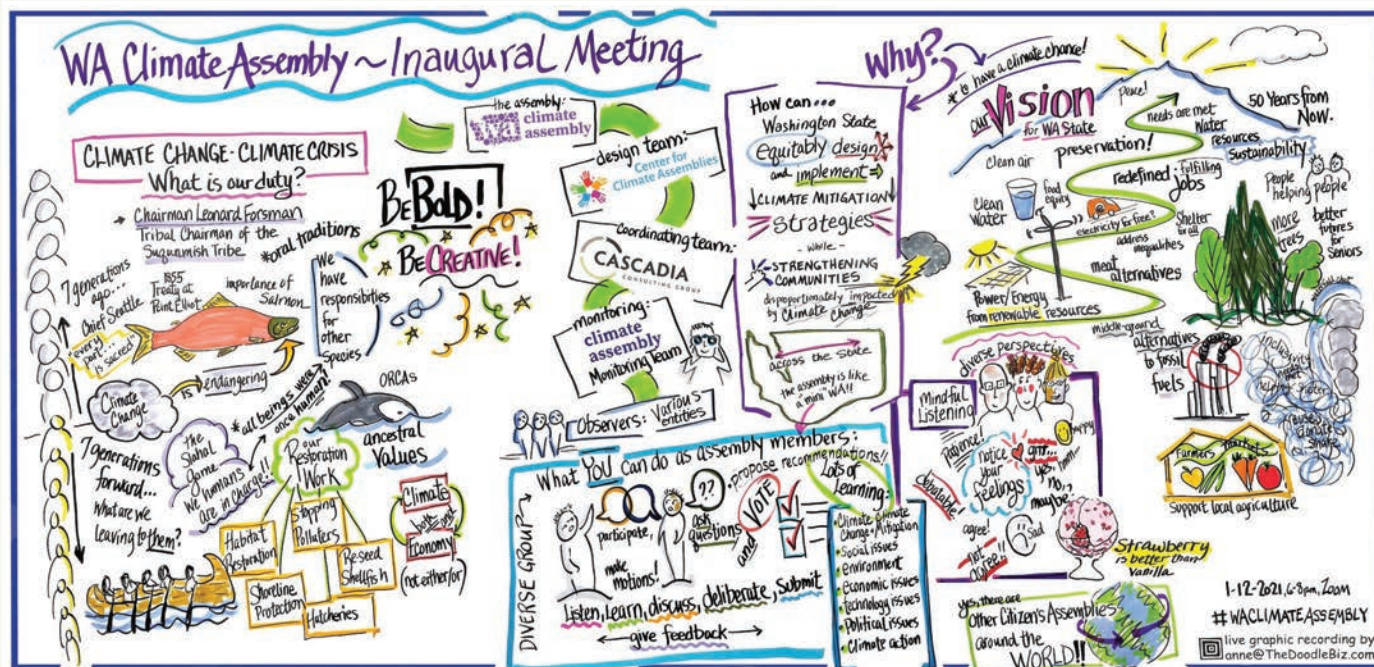 WA Climate Assembly ~ Inaugural Meeting
CLIMATE CHANGE - CLIMATE CRISIS
What is our duty?
Chairman Leonard Forsman
Tribal Chairman of the
Suquamish Tribe
*oral traditions
7 generations
ago...
Chief Seattle
"every
part...
is sacred"
1855
Treaty at
Point Elliot
importance of
Salmon
We
have
responsibities
for
other
Species
Climate
Change
is
endangering
*all beings were
once human?
ORCAs
ancestral
Values
7 generations
forward...
what are we
leaving to them?
the
Slahal
game
humans
we
are in charge!!
our
Restoration
Work
Habitat
Restoration
Stopping
Polluters
Reseed
Shellfish
Shoreline
Protection
Hatcheries
Climate
both and
Economy
(not either/or)
BE BOLD!
BE CREATIVE!
the assembly:
WA
climate
assembly
design team:
Center for
Climate Assemblies
Coordinating team:
CASCADIA
CONSULTING GROUP
monitoring:
climate
assembly
Monitoring Team
Observers: Various
entities
Why?
* to have a climate chance!
How can...
Washington State
equitably design
and implement
CLIMATE MITIGATION
Strategies
- while -
STRENGTHENING
COMMUNITIES
disproportionately impacted
by Climate Change
across the State
the assembly is like
a "mini" WA!!
DIVERSE GROUP
What YOU can do as assembly members:
participate,
make
motions!
??
ask
questions
and
propose recommendations!!
VOTE
Listen, learn, discuss, deliberate, Submit
give feedback
Lots of
Learning:
Climate Climate
Change Mitigation
Social issues
environment
Economic issues
technology issues
Political issues
Climate action
our Vision
for WA State
peace!
needs are met
Water
resources
Sustainability
50 Years from
Now.
preservation!
clean air
Clean
Water
food
equity
redefined
fulfilling
jobs
electricity for free?
address
inequalities
Shelter
for all
People
helping people
more
trees
better
futures
for
Seniors
meat
alternatives
Power/Energy
from renewable resources
middle-ground
alternatives
to fossil
fuels
Inclusivity
Farmers Markets
support local agriculture
diverse perspectives
Mindful
Listening
Patience!
notice
your
feelings
happy
grrr...
yes,
no,
maybe
hmm...
Debatable!
agree!
not
agree!!
Sad
Strawberry
is better than
Vanilla
yes, there are
Other Citizen's Assemblies
around the
WORLD!!
1-12-2021, 6-8pm, Zoom
#WACLIMATEASSEMBLY
live graphic recording by
anne@TheDoodleBiz.com